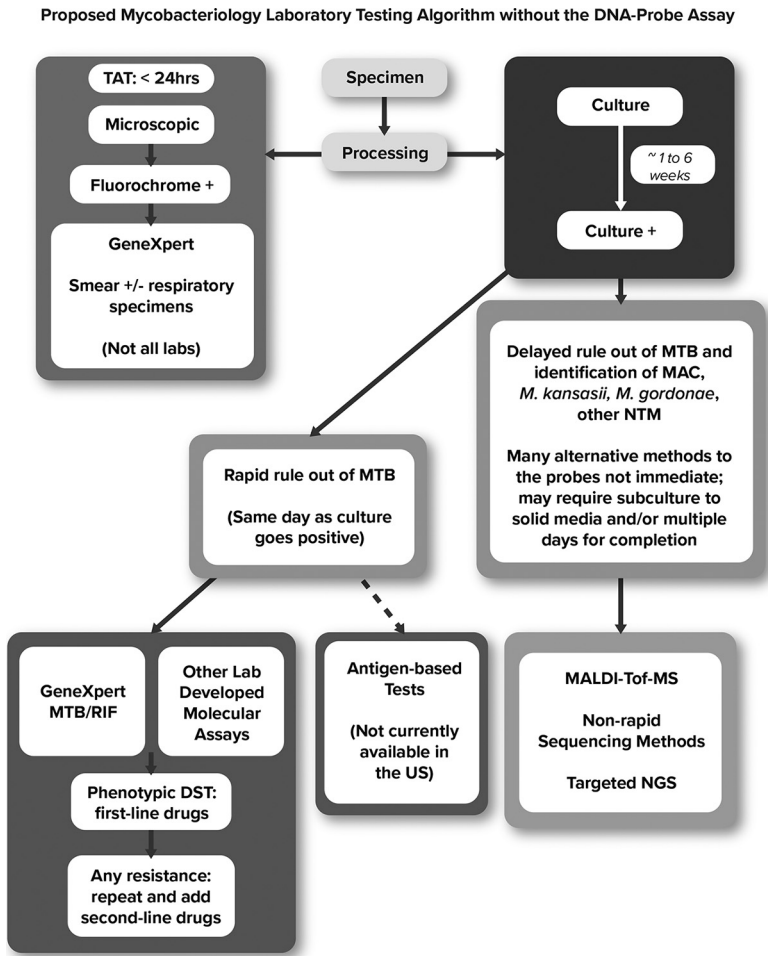 Proposed Mycobacteriology Laboratory Testing Algorithm without the DNA-Probe Assay
TAT: < 24hrs
Microscopic
Fluorochrome +
GeneXpert
Smear +/- respiratory
specimens
(Not all labs)
Specimen
Processing
Culture
~ 1 to 6
weeks
Culture +
Rapid rule out of MTB
(Same day as culture
goes positive)
Delayed rule out of MTB and
identification of MAC,
M. kansasii, M. gordonae,
other NTM
Many alternative methods to
the probes not immediate;
may require subculture to
solid media and/or multiple
days for completion
GeneXpert
MTB/RIF
Other Lab
Developed
Molecular
Assays
Phenotypic DST:
first-line drugs
Any resistance:
repeat and add
second-line drugs
Antigen-based
Tests
(Not currently
available in
the US)
MALDI-Tof-MS
Non-rapid
Sequencing Methods
Targeted NGS